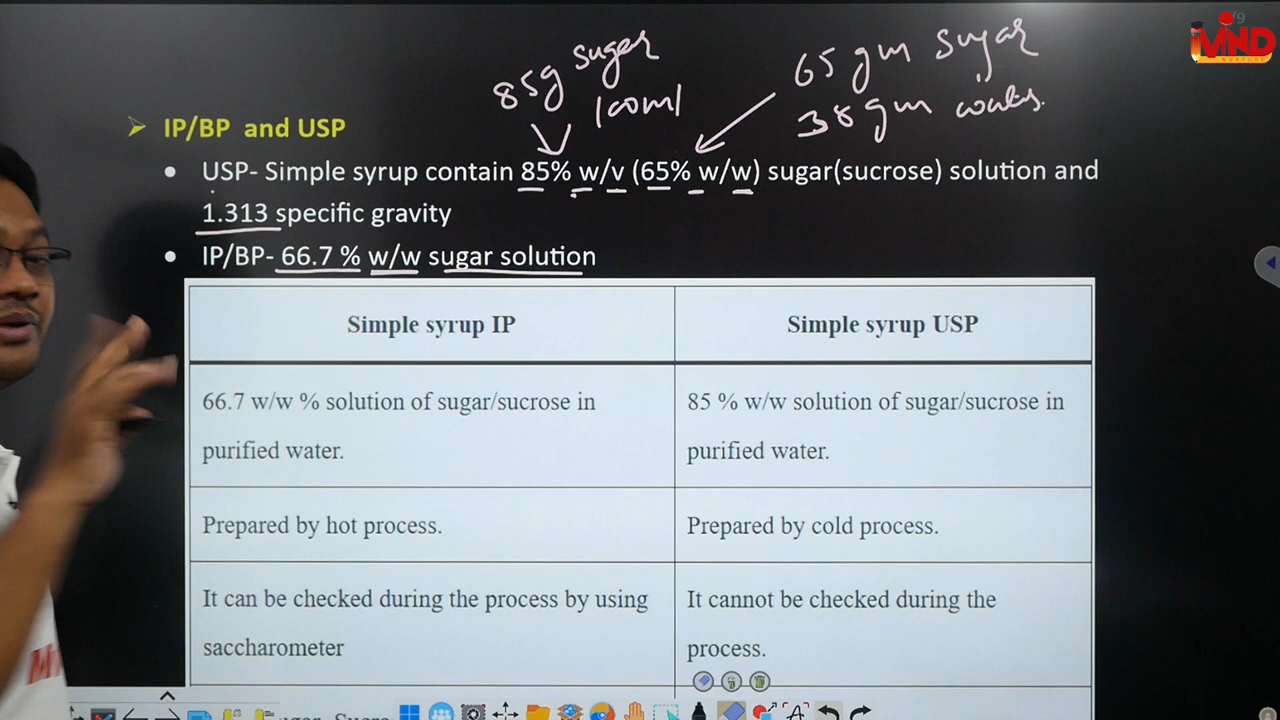 /9
MIND
NURTURE
85g sugar
100ml
65 gm sugar
38 gm water.
IP/BP and USP
USP- Simple syrup contain 85% w/v (65% w/w) sugar(sucrose) solution and
1.313 specific gravity
IP/BP- 66.7 % w/w sugar solution
Simple syrup IP
Simple syrup USP
66.7 w/w % solution of sugar/sucrose in
purified water.
85 % w/w solution of sugar/sucrose in
purified water.
Prepared by hot process.
Prepared by cold process.
It can be checked during the process by using
saccharometer
It cannot be checked during the
process.